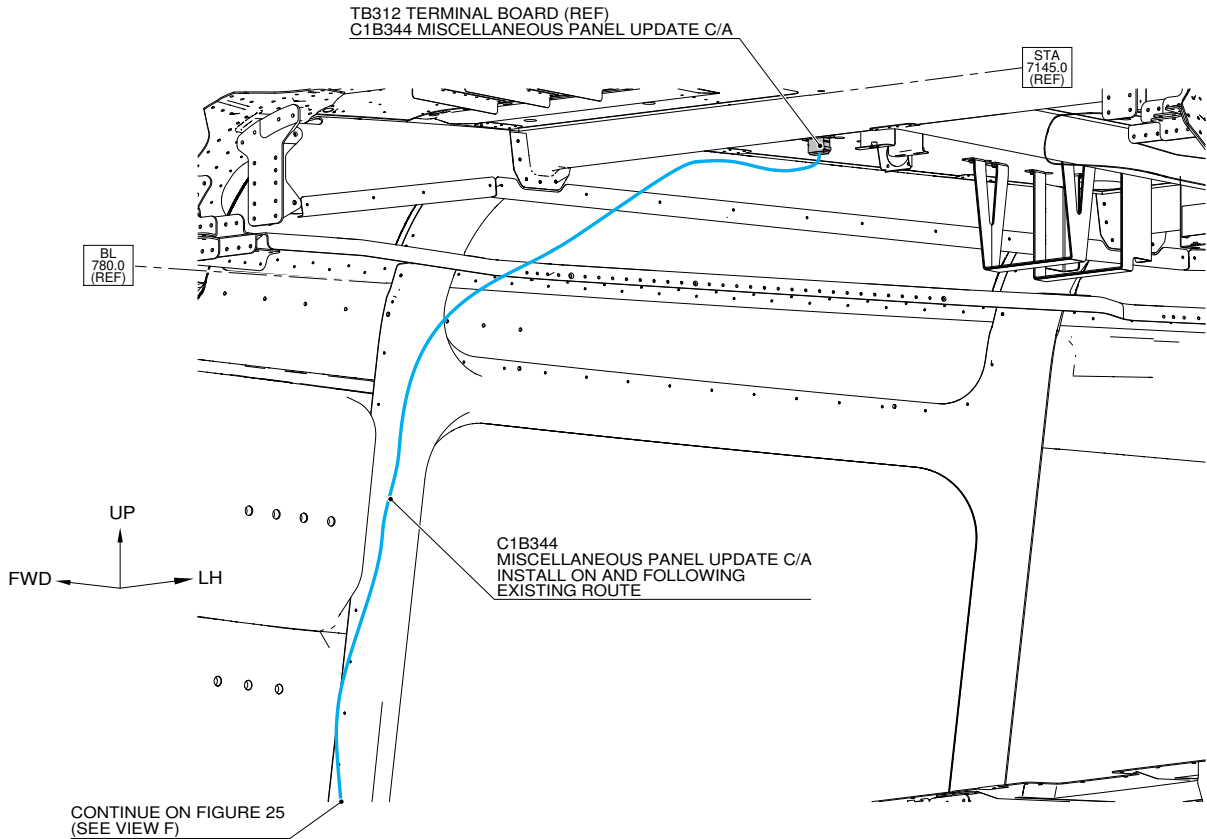 TB312 TERMINAL BOARD (REF)
C1B344 MISCELLANEOUS PANEL UPDATE C/A
STA
7145.0
(REF)
BL
780.0
(REF)
UP
FWD
LH
C1B344
MISCELLANEOUS PANEL UPDATE C/A
INSTALL ON AND FOLLOWING
EXISTING ROUTE
CONTINUE ON FIGURE 25
(SEE VIEW F)